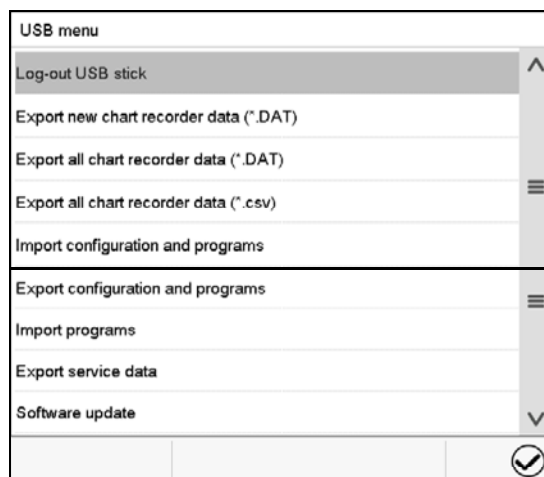 USB menu
Log-out USB stick
Export new chart recorder data (*.DAT)
Export all chart recorder data (*.DAT)
Export all chart recorder data (*.csv)
Import configuration and programs
Export configuration and programs
Import programs
Export service data
Software update